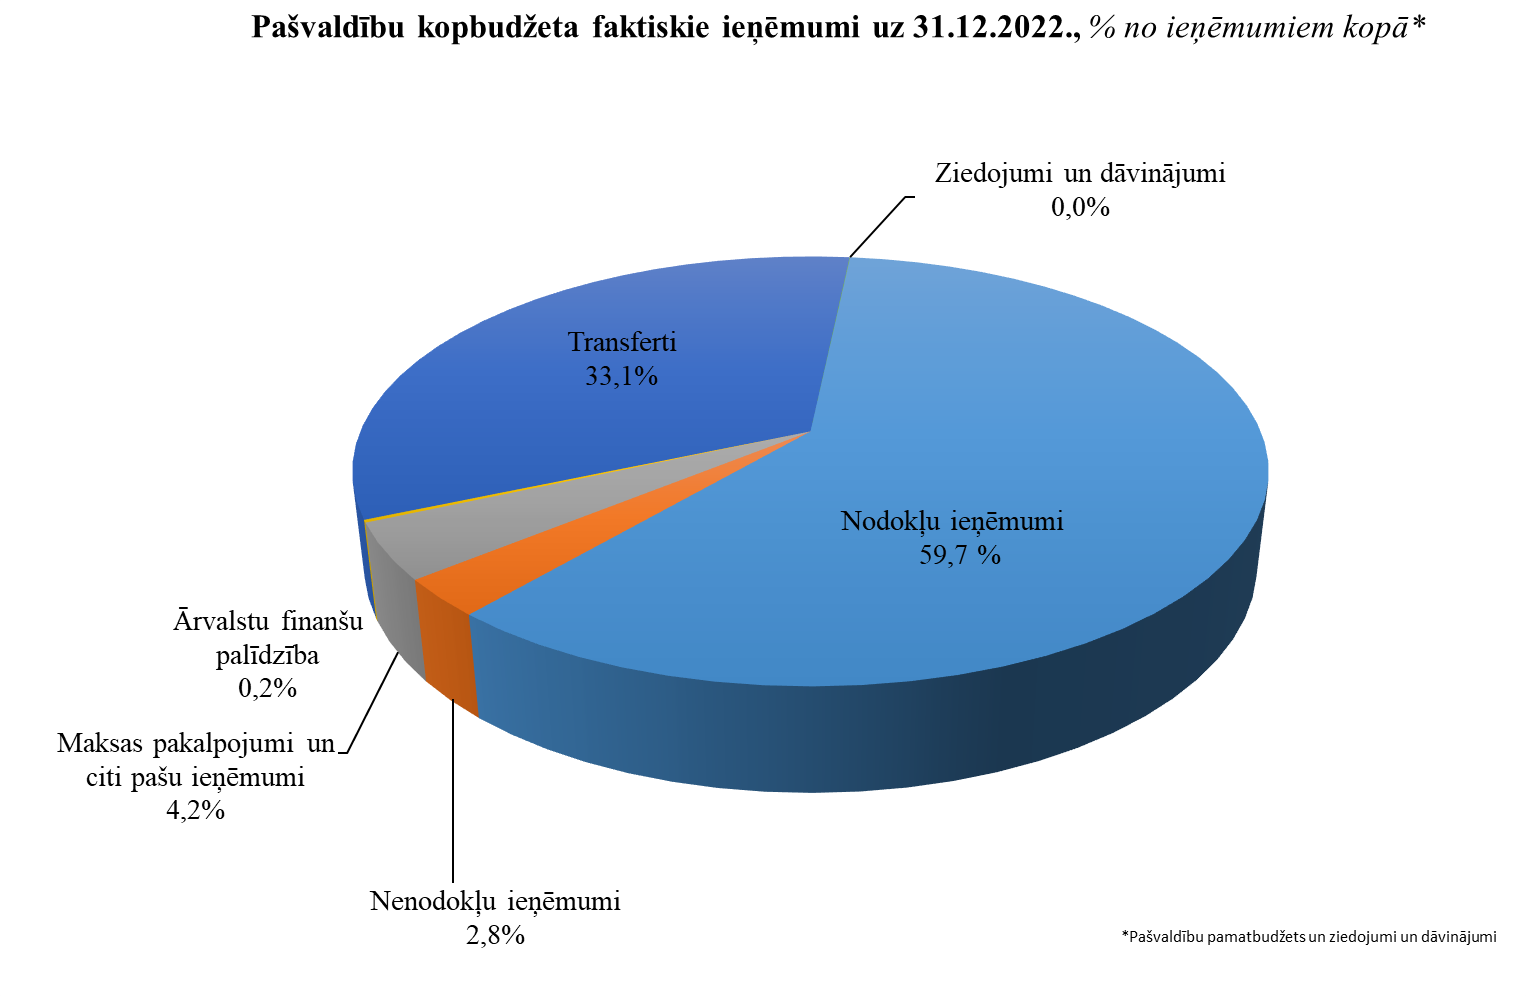 Pašvaldību kopbudžeta faktiskie ieņēmumi uz 31.12.2022., % no ieņēmumiem kopā*
Ziedojumi un dāvinājumi
0,0%
Transferti
33,1%
Nodokļu ieņēmumi
59,7 %
Ārvalstu finanšu
palīdzība
0,2%
Maksas pakalpojumi un
citi pašu ieņēmumi
4,2%
Nenodokļu ieņēmumi
2,8%
*Pašvaldību pamatbudžets un ziedojumi un dāvinājumi